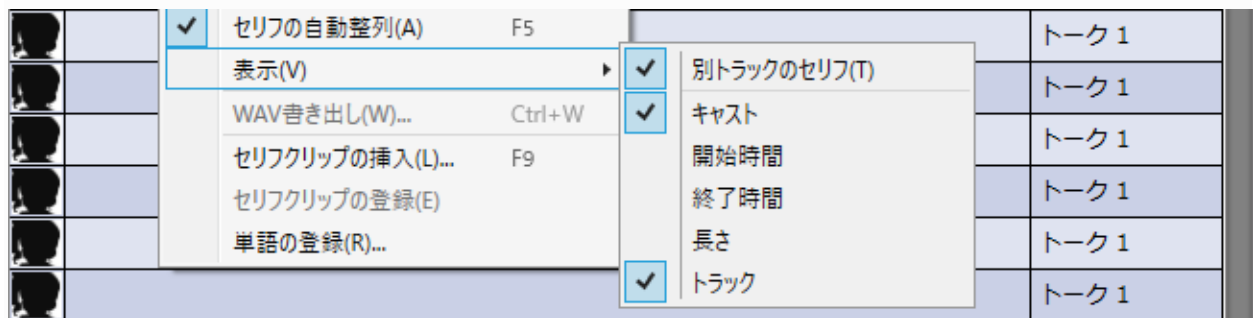 セリフの自動整列(A) F5
表示(V)
WAV書き出し(W)... Ctrl+W
セリフクリップの挿入(L)... F9
セリフクリップの登録(E)
単語の登録(R)...
別トラックのセリフ(T)
キャスト
開始時間
終了時間
長さ
トラック
トーク 1
トーク 1
トーク 1
トーク 1
トーク 1
トーク 1